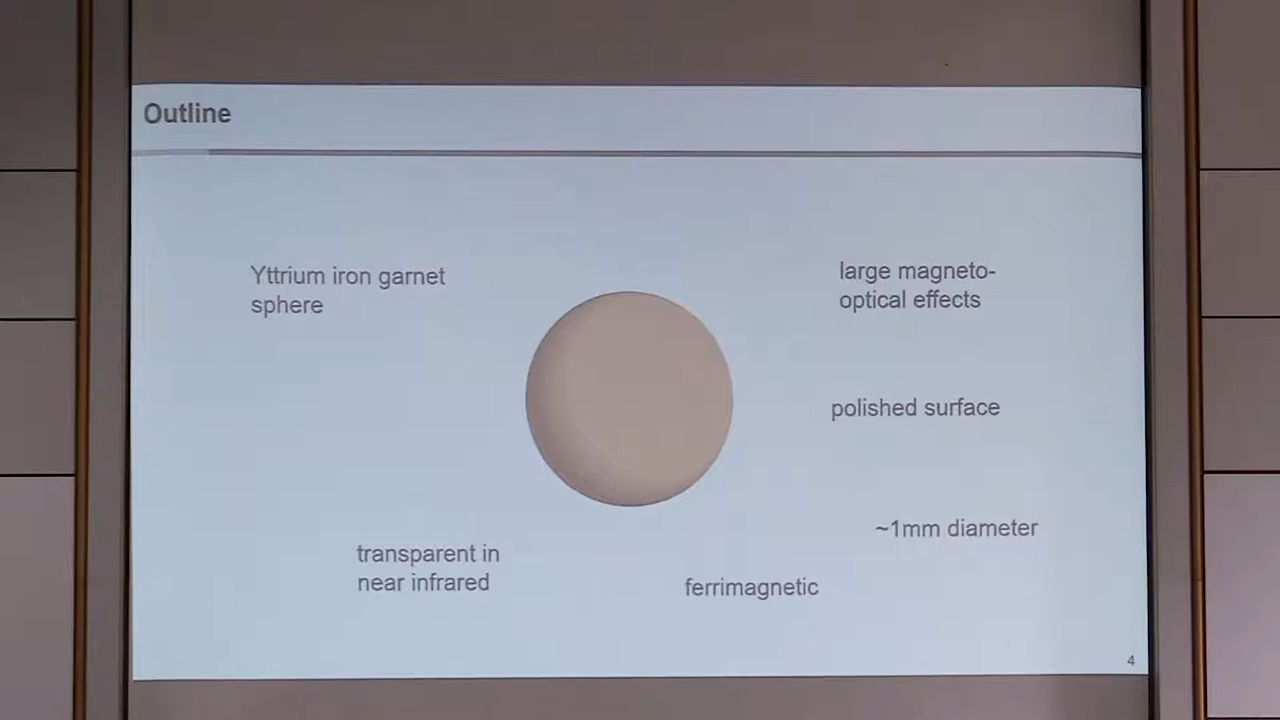 Outline
Yttrium iron garnet
sphere
large magneto-
optical effects
polished surface
~1mm diameter
transparent in
near infrared
ferrimagnetic
4